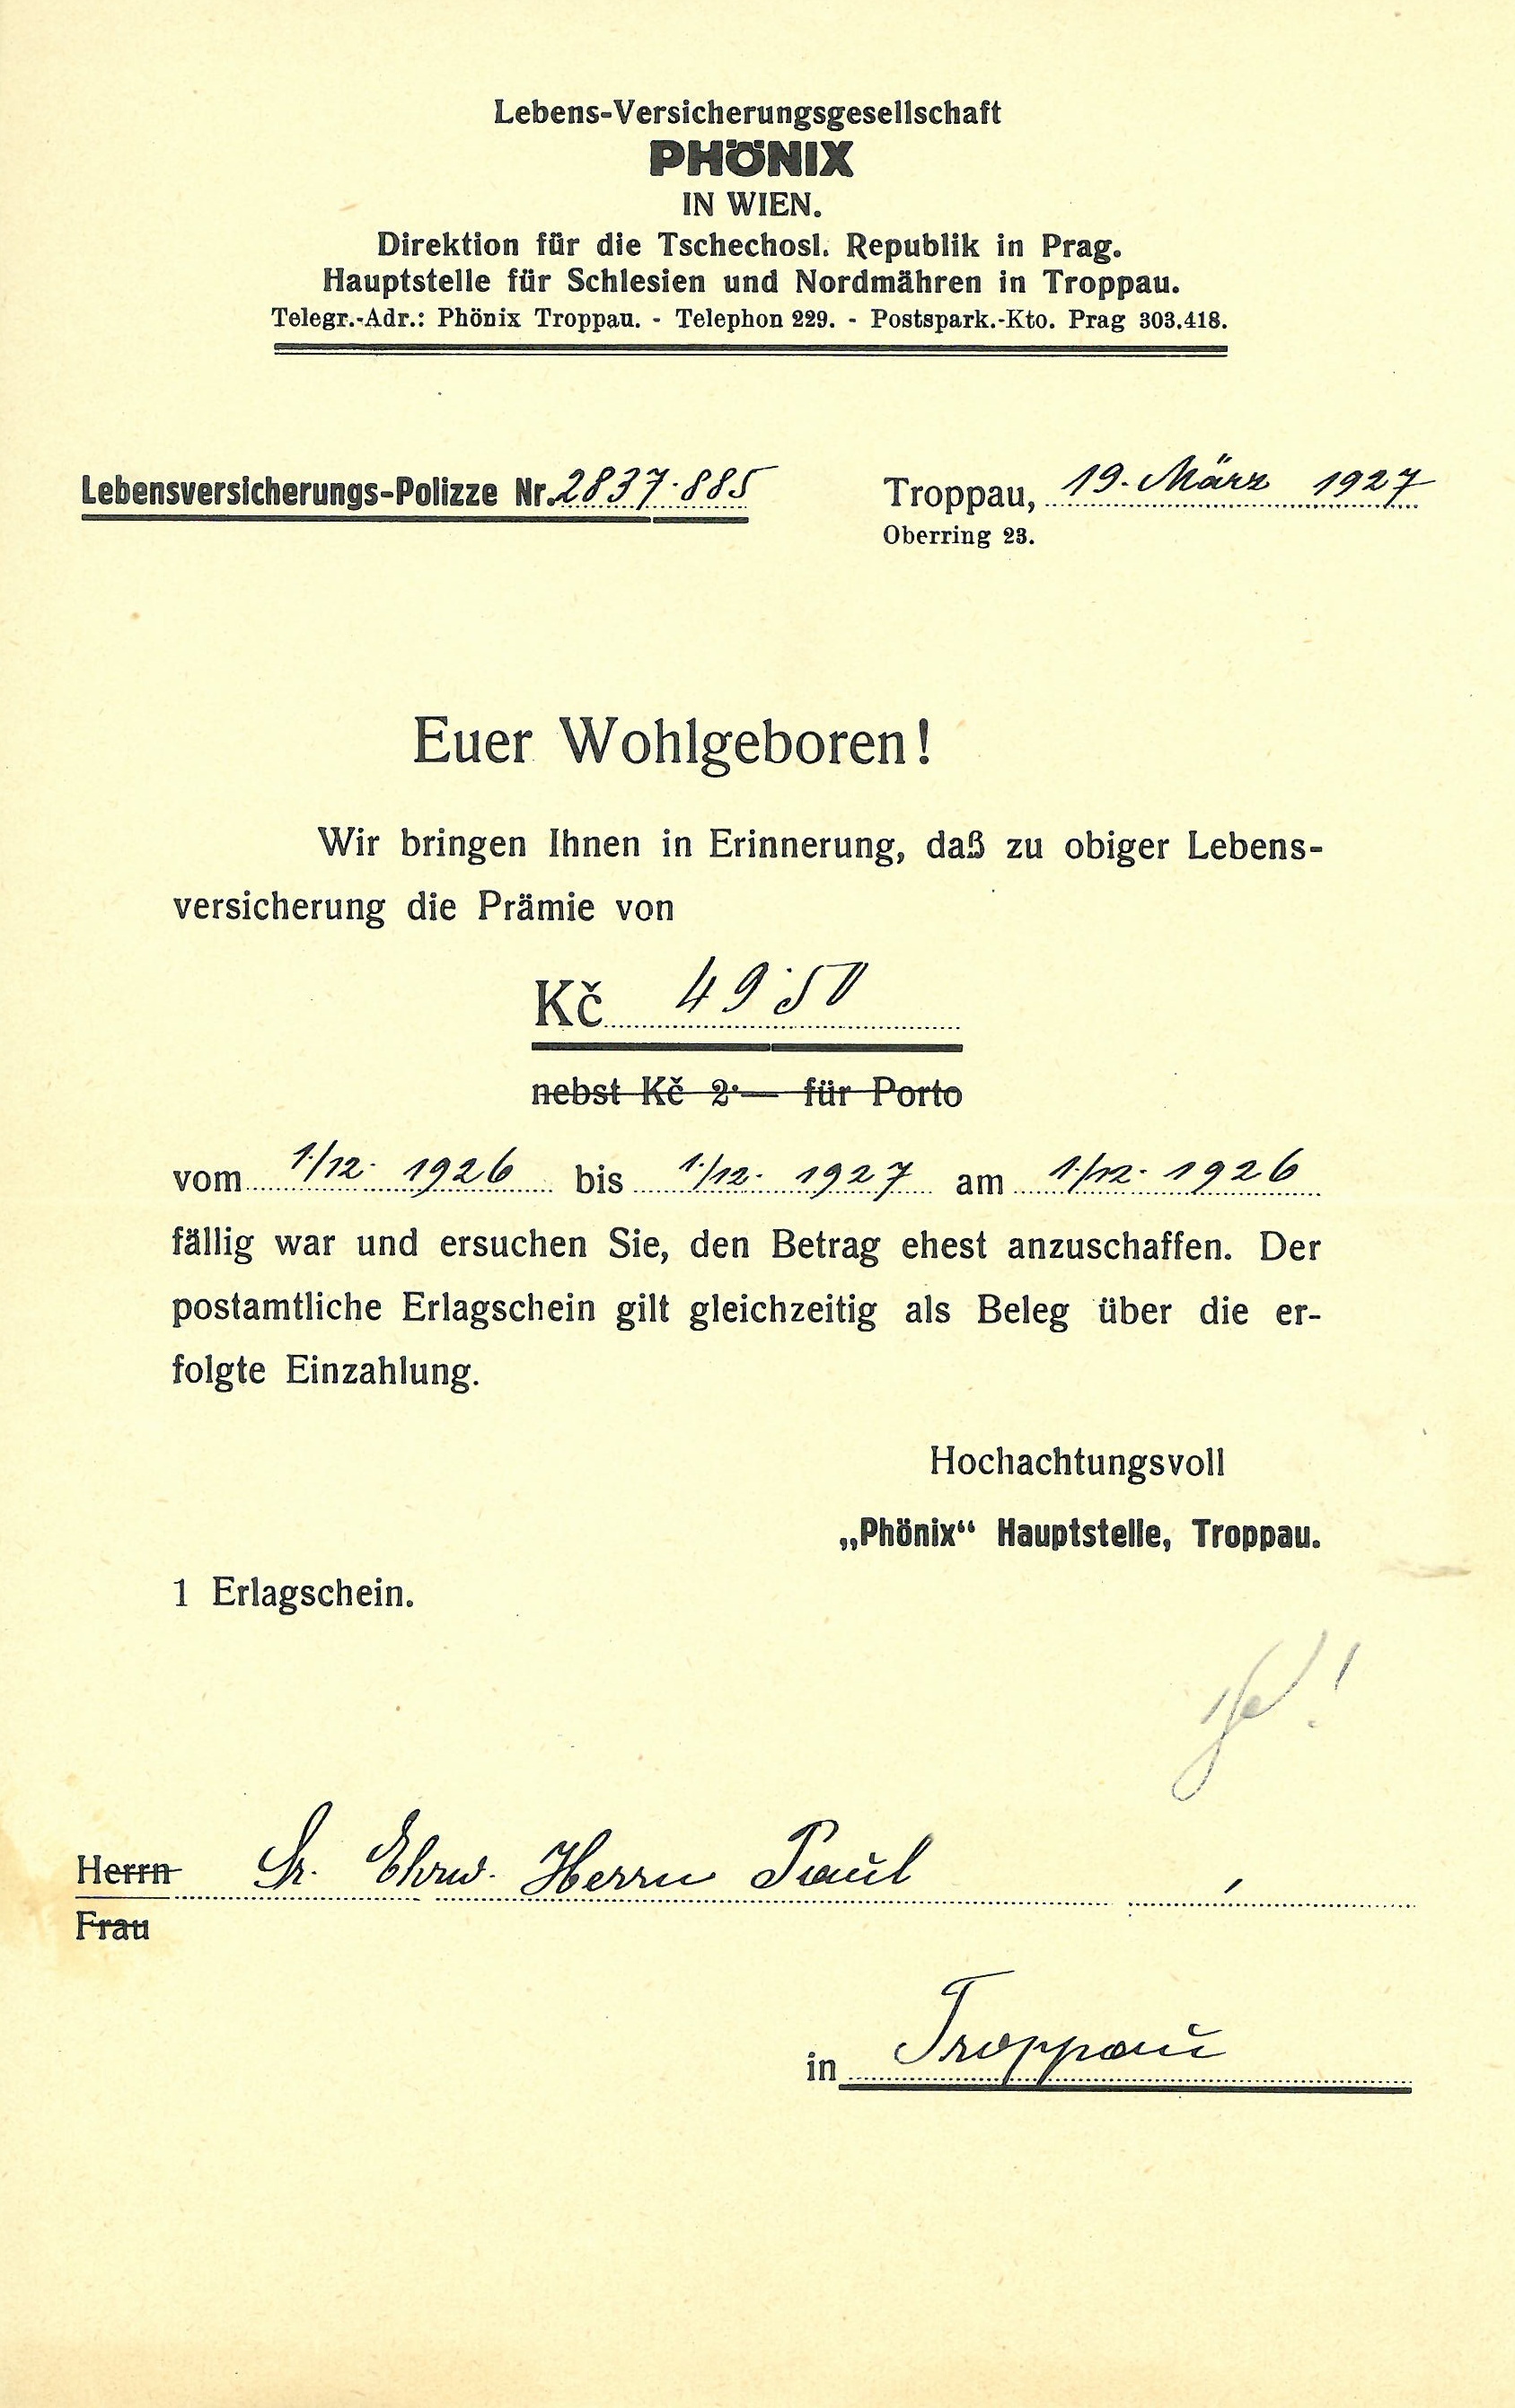 Lebens-Versicherungsgesellschaft
PHÖNIX
IN WIEN.
Direktion für die Tschechosl. Republik in Prag.
Hauptstelle für Schlesien und Nordmähren in Troppau.
Telegr.-Adr.: Phönix Troppau. - Telephon 229. - Postspark.-Kto. Prag 303.418.
Lebensversicherungs-Polizze Nr. 2837.885
Troppau, 19. März 1927
Oberring 23.
Euer Wohlgeboren!
Wir bringen Ihnen in Erinnerung, daß zu obiger Lebens-
versicherung die Prämie von
Kč 49·50
nebst Kč 2·— für Porto
vom 1./12. 1926 bis 1./12. 1927 am 1./12. 1926
fällig war und ersuchen Sie, den Betrag ehest anzuschaffen. Der
postamtliche Erlagschein gilt gleichzeitig als Beleg über die er-
folgte Einzahlung.
Hochachtungsvoll
„Phönix“ Hauptstelle, Troppau.
1 Erlagschein.
Herrn Sr. Ehrw. Herrn Paul
Frau
in Troppau